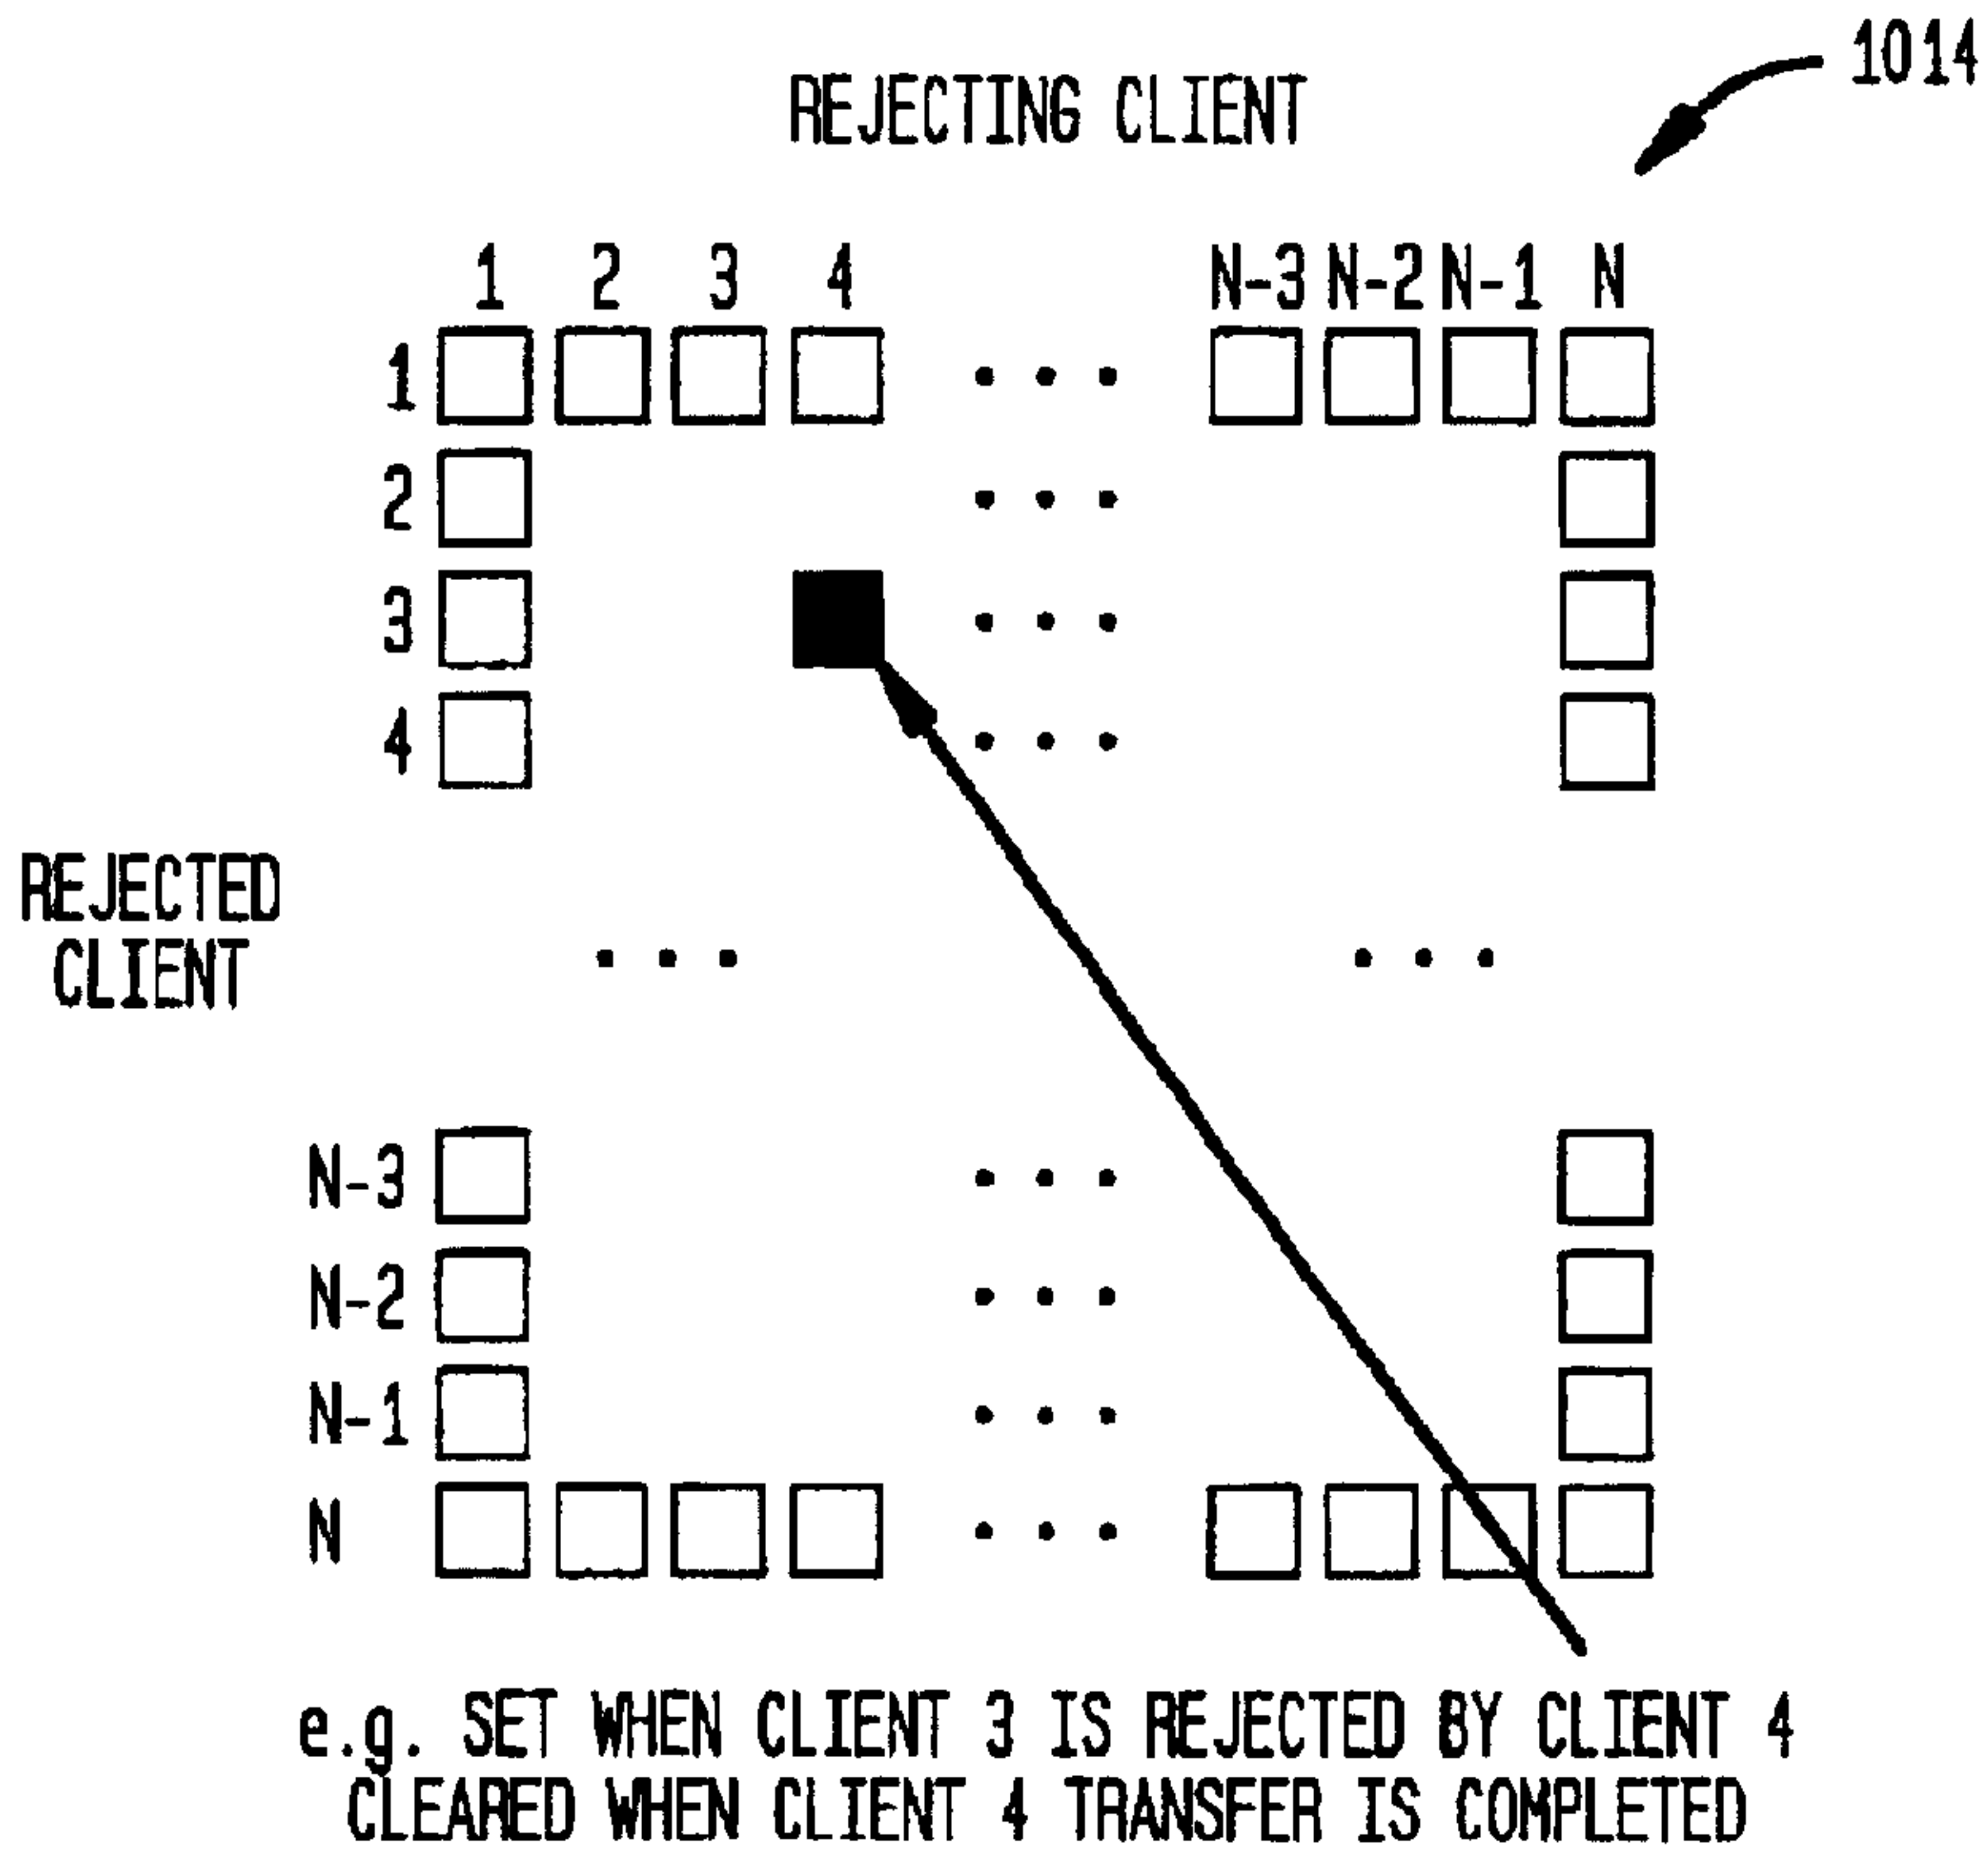 1014
REJECTING CLIENT
1 2 3 4 N-3 N-2 N-1 N
1
2
3
4
REJECTED
CLIENT
N-3
N-2
N-1
N
e.g. SET WHEN CLIENT 3 IS REJECTED BY CLIENT 4
CLEARED WHEN CLIENT 4 TRANSFER IS COMPLETED